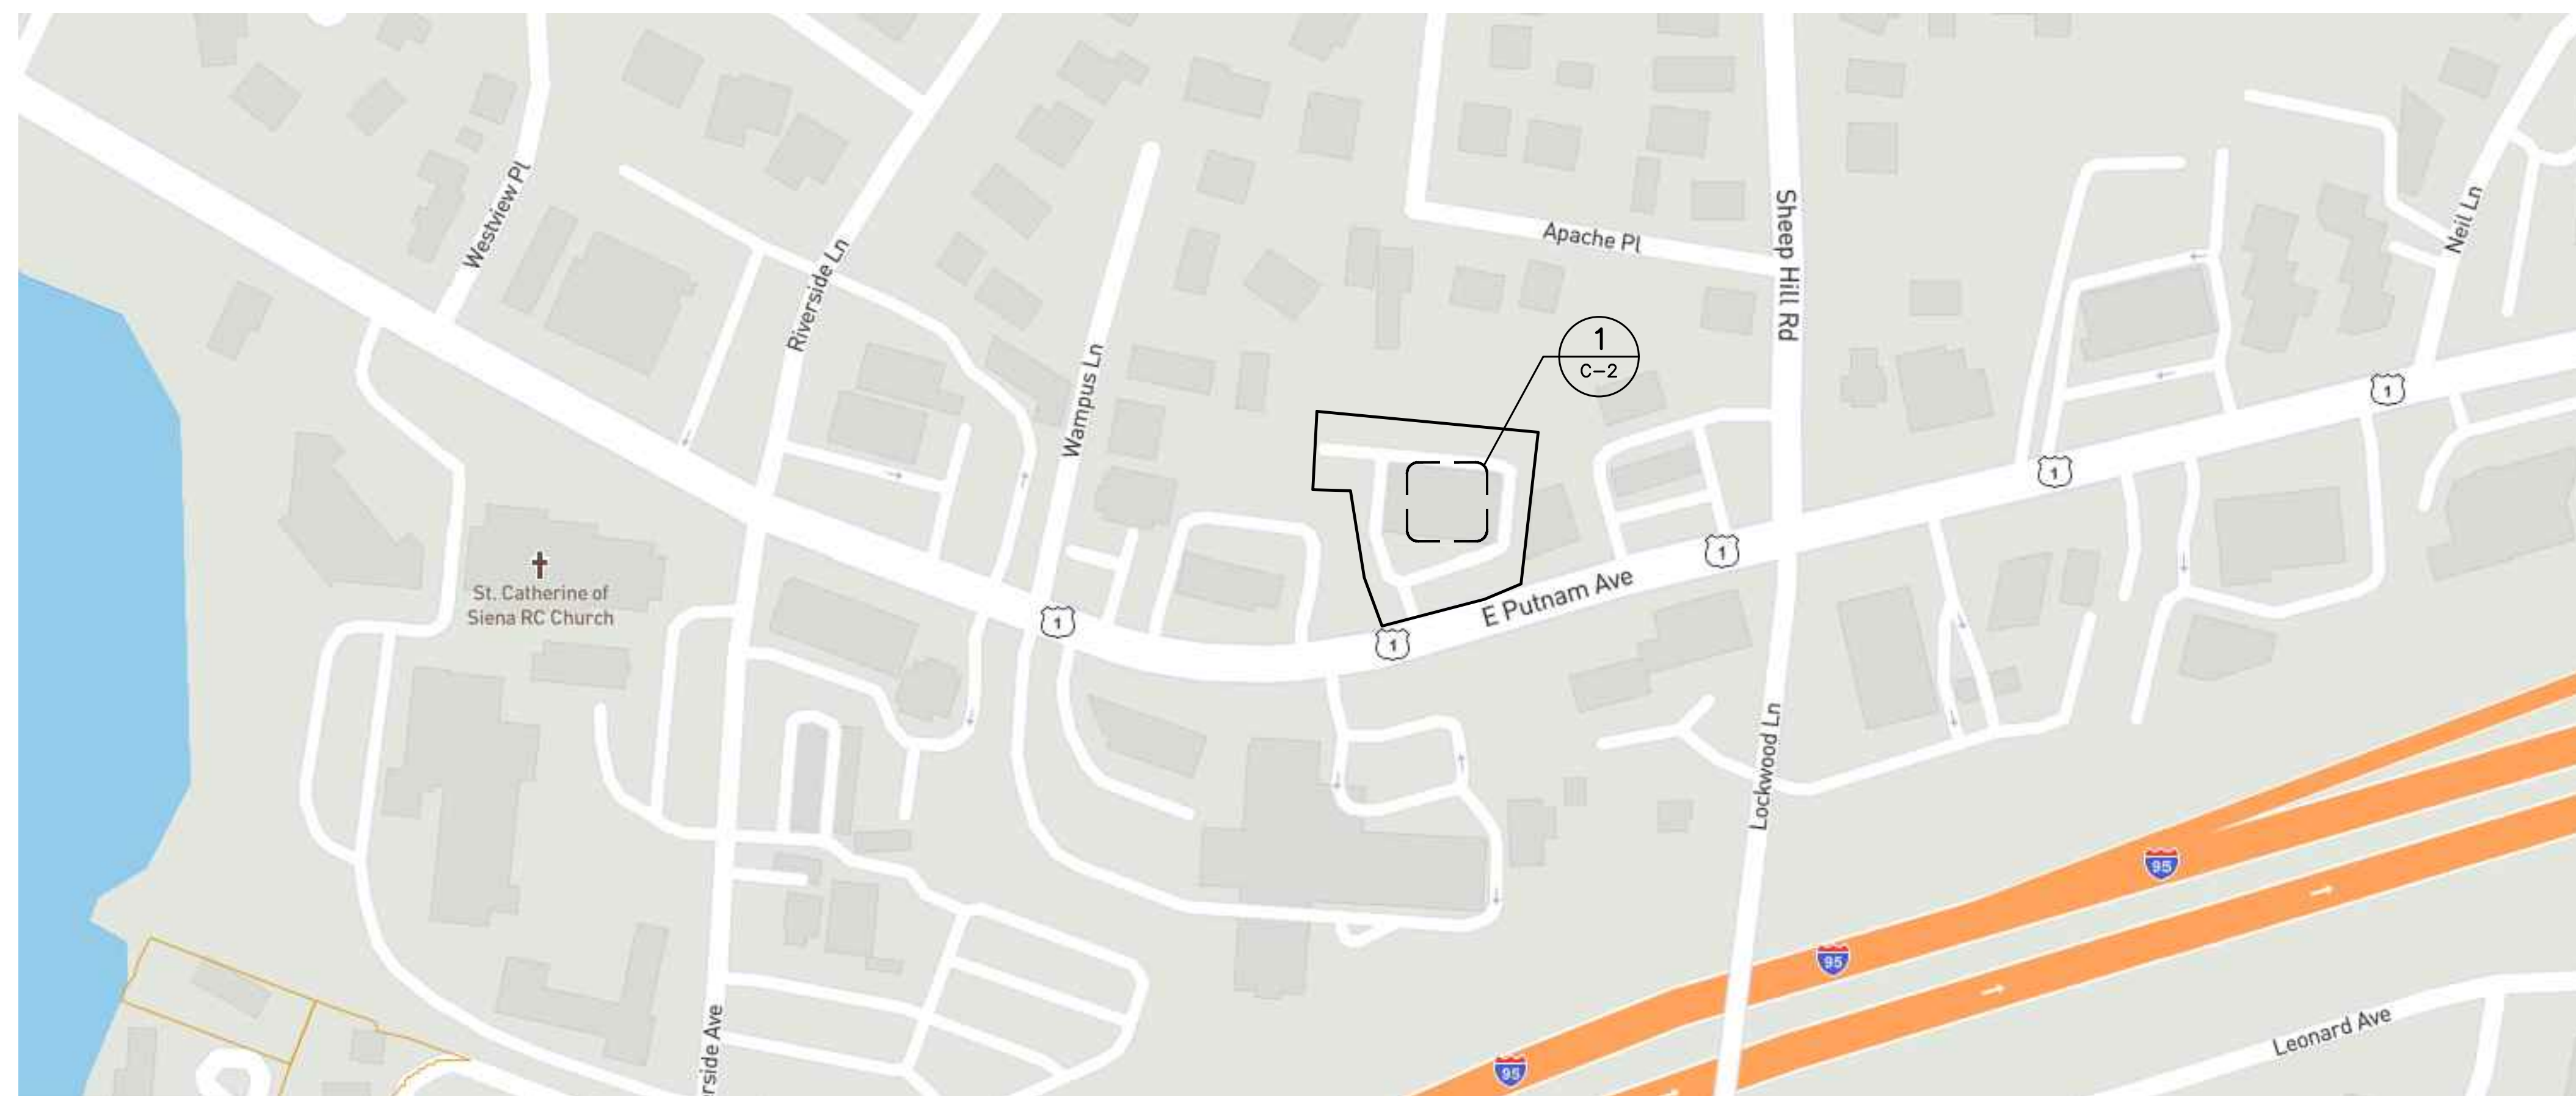 Westview Pl
Riverside Ln
Wampus Ln
Apache Pl
Sheep Hill Rd
Neil Ln
1
C-2
1
1
1
St. Catherine of
Siena RC Church
1
E Putnam Ave
1
Lockwood Ln
95
95
95
rside Ave
Leonard Ave